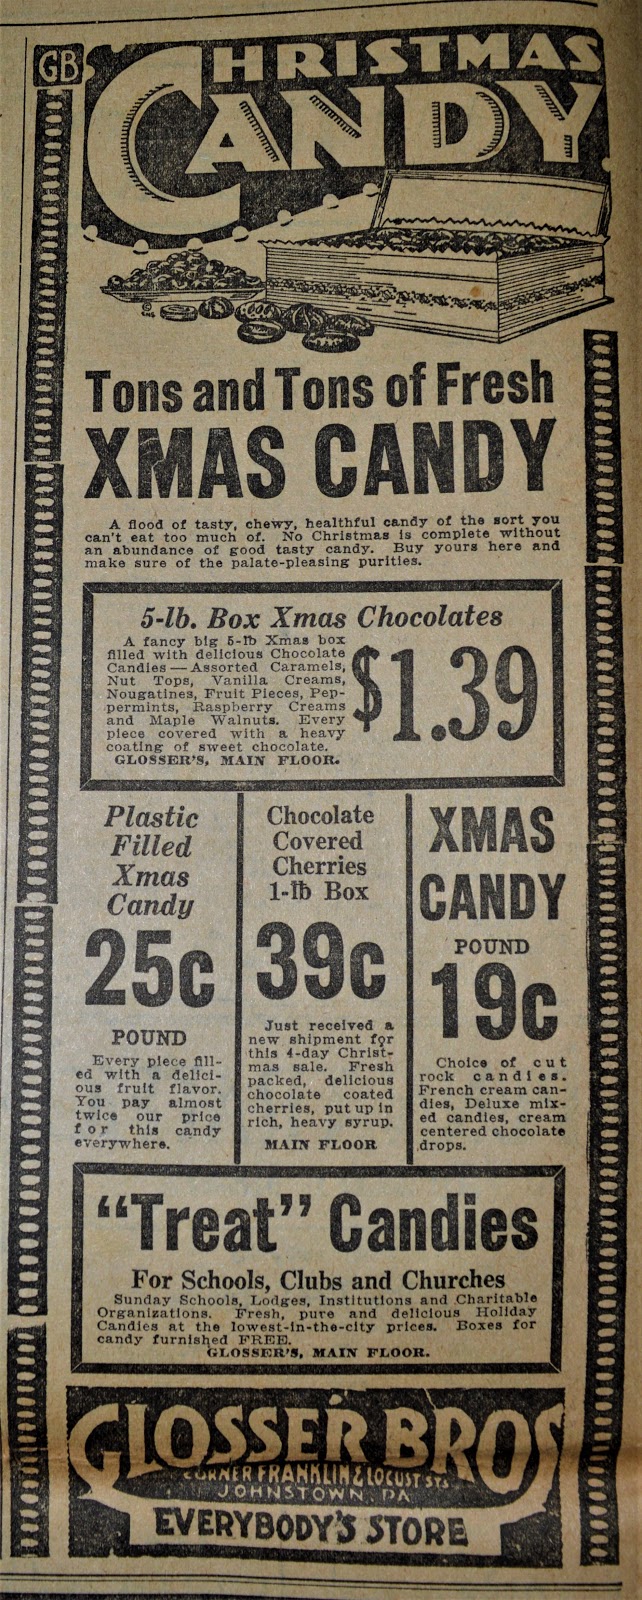 GB
CHRISTMAS
CANDY
Tons and Tons of Fresh
XMAS CANDY
A flood of tasty, chewy, healthful candy of the sort you
can't eat too much of. No Christmas is complete without
an abundance of good tasty candy. Buy yours here and
make sure of the palate-pleasing purities.
5-lb. Box Xmas Chocolates
A fancy big 5-lb Xmas box
filled with delicious Chocolate
Candies — Assorted Caramels,
Nut Tops, Vanilla Creams,
Nougatines, Fruit Pieces, Pep-
permints, Raspberry Creams
and Maple Walnuts. Every
piece covered with a heavy
coating of sweet chocolate.
GLOSSER'S, MAIN FLOOR.
$1.39
Plastic
Filled
Xmas
Candy
25c
POUND
Every piece fill-
ed with a delici-
ous fruit flavor.
You pay almost
twice our price
for this candy
everywhere.
Chocolate
Covered
Cherries
1-lb Box
39c
Just received a
new shipment for
this 4-day Christ-
mas sale. Fresh
packed, delicious
chocolate coated
cherries, put up in
rich, heavy syrup.
MAIN FLOOR
XMAS
CANDY
POUND
19c
Choice of cut
rock candies.
French cream can-
dies, Deluxe mix-
ed candies, cream
centered chocolate
drops.
"Treat" Candies
For Schools, Clubs and Churches
Sunday Schools, Lodges, Institutions and Charitable
Organizations. Fresh, pure and delicious Holiday
Candies at the lowest-in-the-city prices. Boxes for
candy furnished FREE.
GLOSSER'S, MAIN FLOOR.
GLOSSER BROS
CORNER FRANKLIN & LOCUST STS
JOHNSTOWN, PA
EVERYBODY'S STORE